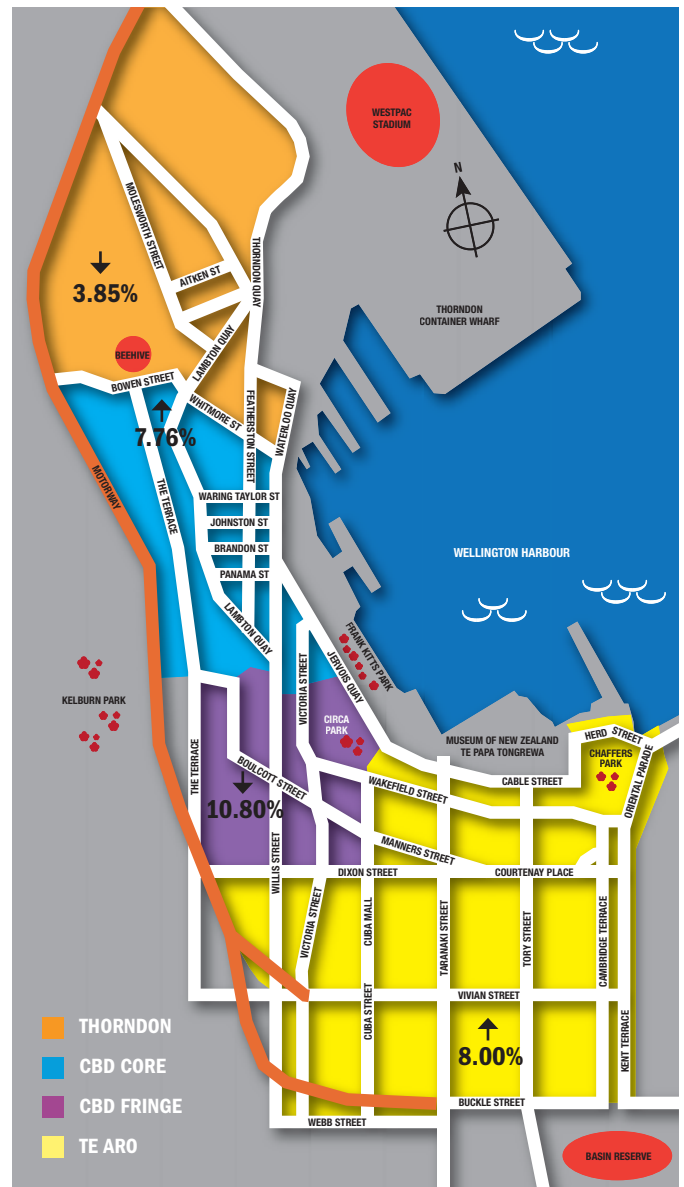 WESTPAC
STADIUM
N
MOLESWORTH STREET
AITKEN ST
THORNDON QUAY
3.85%
THORNDON
CONTAINER WHARF
BEEHIVE
LAMBTON QUAY
BOWEN STREET
WHITMORE ST
FEATHERSTON STREET
WATERLOO QUAY
7.76%
MOTORWAY
THE TERRACE
WARING TAYLOR ST
JOHNSTON ST
BRANDON ST
PANAMA ST
WELLINGTON HARBOUR
LAMBTON QUAY
FRANK KITTS PARK
JERVOIS QUAY
VICTORIA STREET
KELBURN PARK
CIRCA
PARK
MUSEUM OF NEW ZEALAND
TE PAPA TONGREWA
HERD STREET
CHAFFERS
PARK
ORIENTAL PARADE
THE TERRACE
BOULCOTT STREET
WAKEFIELD STREET
CABLE STREET
10.80%
WILLIS STREET
MANNERS STREET
DIXON STREET
COURTENAY PLACE
VICTORIA STREET
CUBA MALL
TARANAKI STREET
TORY STREET
CAMBRIDGE TERRACE
VIVIAN STREET
CUBA STREET
KENT TERRACE
8.00%
BUCKLE STREET
WEBB STREET
BASIN RESERVE
THORNDON
CBD CORE
CBD FRINGE
TE ARO